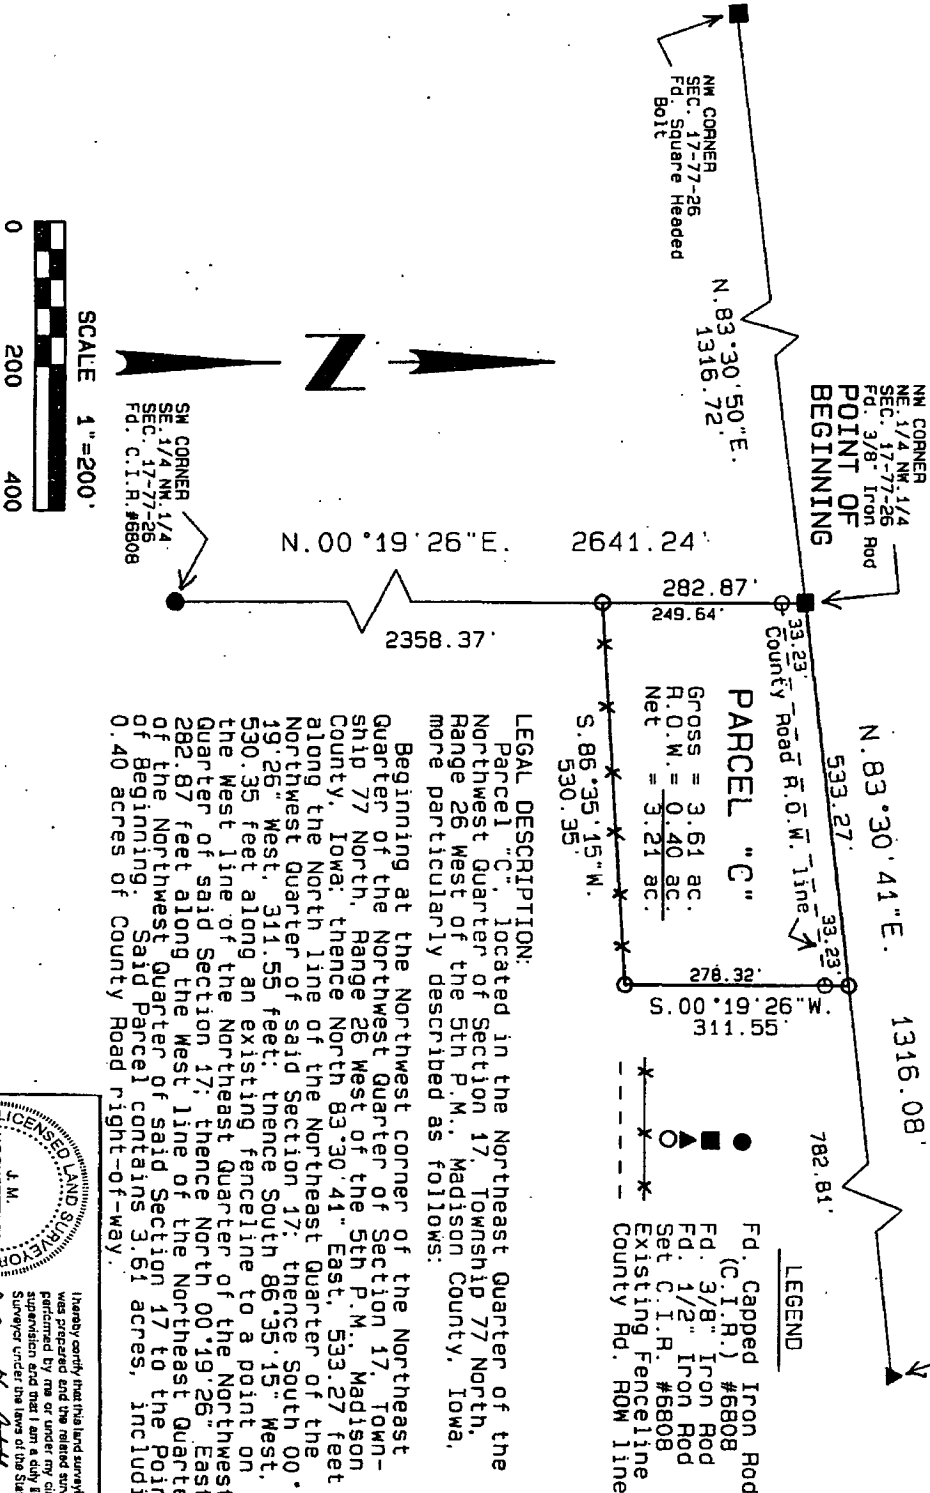 NW CORNER
SEC. 17-77-26
Fd. Square Headed
Bolt
N.83°30'50"E.
1316.72'
NW CORNER
NE.1/4 NW.1/4
SEC. 17-77-26
Fd. 3/8" Iron Rod
POINT OF
BEGINNING
N.83°30'41"E. 1316.08'
533.27'
782.81'
33.23'
County Road R.O.W. line
33.23'
282.87'
249.64'
PARCEL "C"
Gross = 3.61 ac.
R.O.W. = 0.40 ac.
Net = 3.21 ac.
278.32'
S.00°19'26"W.
311.55'
S.86°35'15"W.
530.35'
N.00°19'26"E. 2641.24'
2358.37'
SW CORNER
SE.1/4 NW.1/4
SEC. 17-77-26
Fd. C.I.R.#6808
Z
SCALE 1"=200'
0 200 400
LEGEND
Fd. Capped Iron Rod
(C.I.R.) #6808
Fd. 3/8" Iron Rod
Fd. 1/2" Iron Rod
Set C.I.R. #6808
Existing Fenceline
County Rd. ROW line
LEGAL DESCRIPTION:
Parcel "C", located in the Northeast Quarter of the
Northwest Quarter of Section 17, Township 77 North,
Range 26 West of the 5th P.M., Madison County, Iowa,
more particularly described as follows:
Beginning at the Northwest corner of the Northeast
Quarter of the Northwest Quarter of Section 17, Town-
ship 77 North, Range 26 West of the 5th P.M., Madison
County, Iowa; thence North 83°30'41" East, 533.27 feet
along the North line of the Northeast Quarter of the
Northwest Quarter of said Section 17; thence South 00°
19'26" West, 311.55 feet; thence South 86°35'15" West,
530.35 feet along an existing fenceline to a point on
the West line of the Northeast Quarter of the Northwest
Quarter of said Section 17; thence North 00°19'26" East
282.87 feet along the West line of the Northeast Quarte
of the Northwest Quarter of said Section 17 to the Poin
of Beginning. Said Parcel contains 3.61 acres, includi
0.40 acres of County Road right-of-way.
LICENSED LAND SURVEYOR
J. M.
I hereby certify that this land surveyi
was prepared and the related surv
performed by me or under my di
supervision and that I am a duly
Surveyor under the laws of the Sta